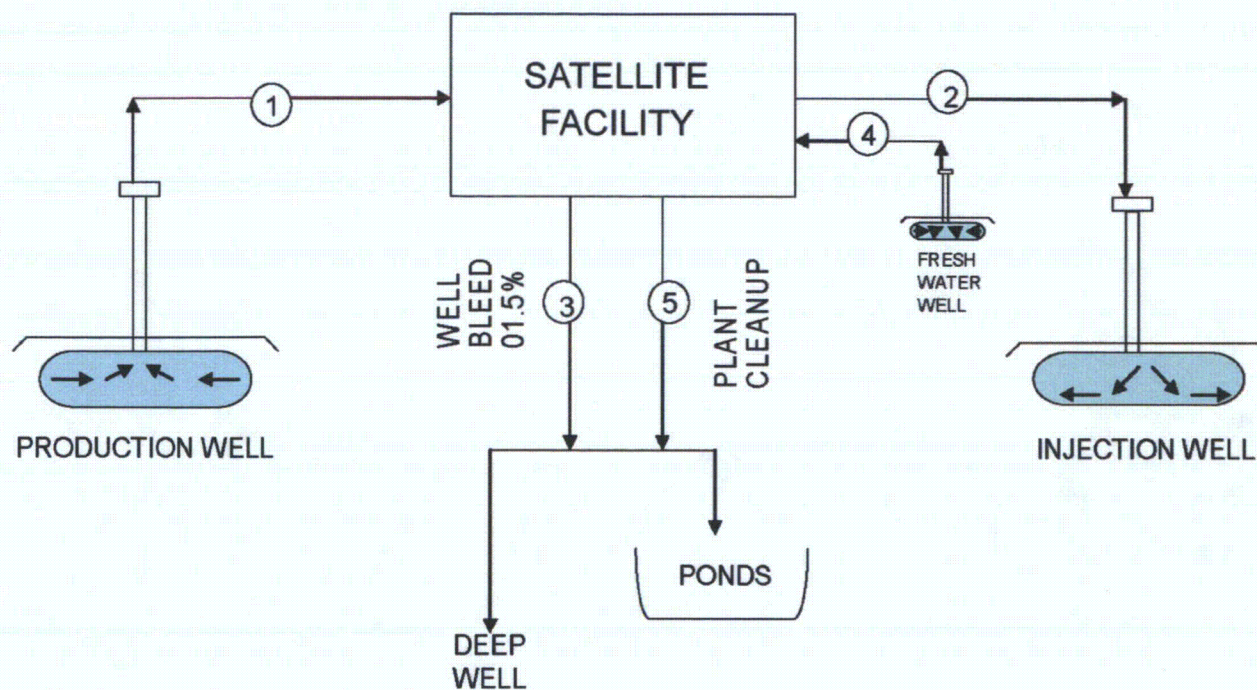 SATELLITE
FACILITY
1
2
4
FRESH
WATER
WELL
WELL
BLEED
01.5%
3
5
PLANT
CLEANUP
PRODUCTION WELL
INJECTION WELL
PONDS
DEEP
WELL